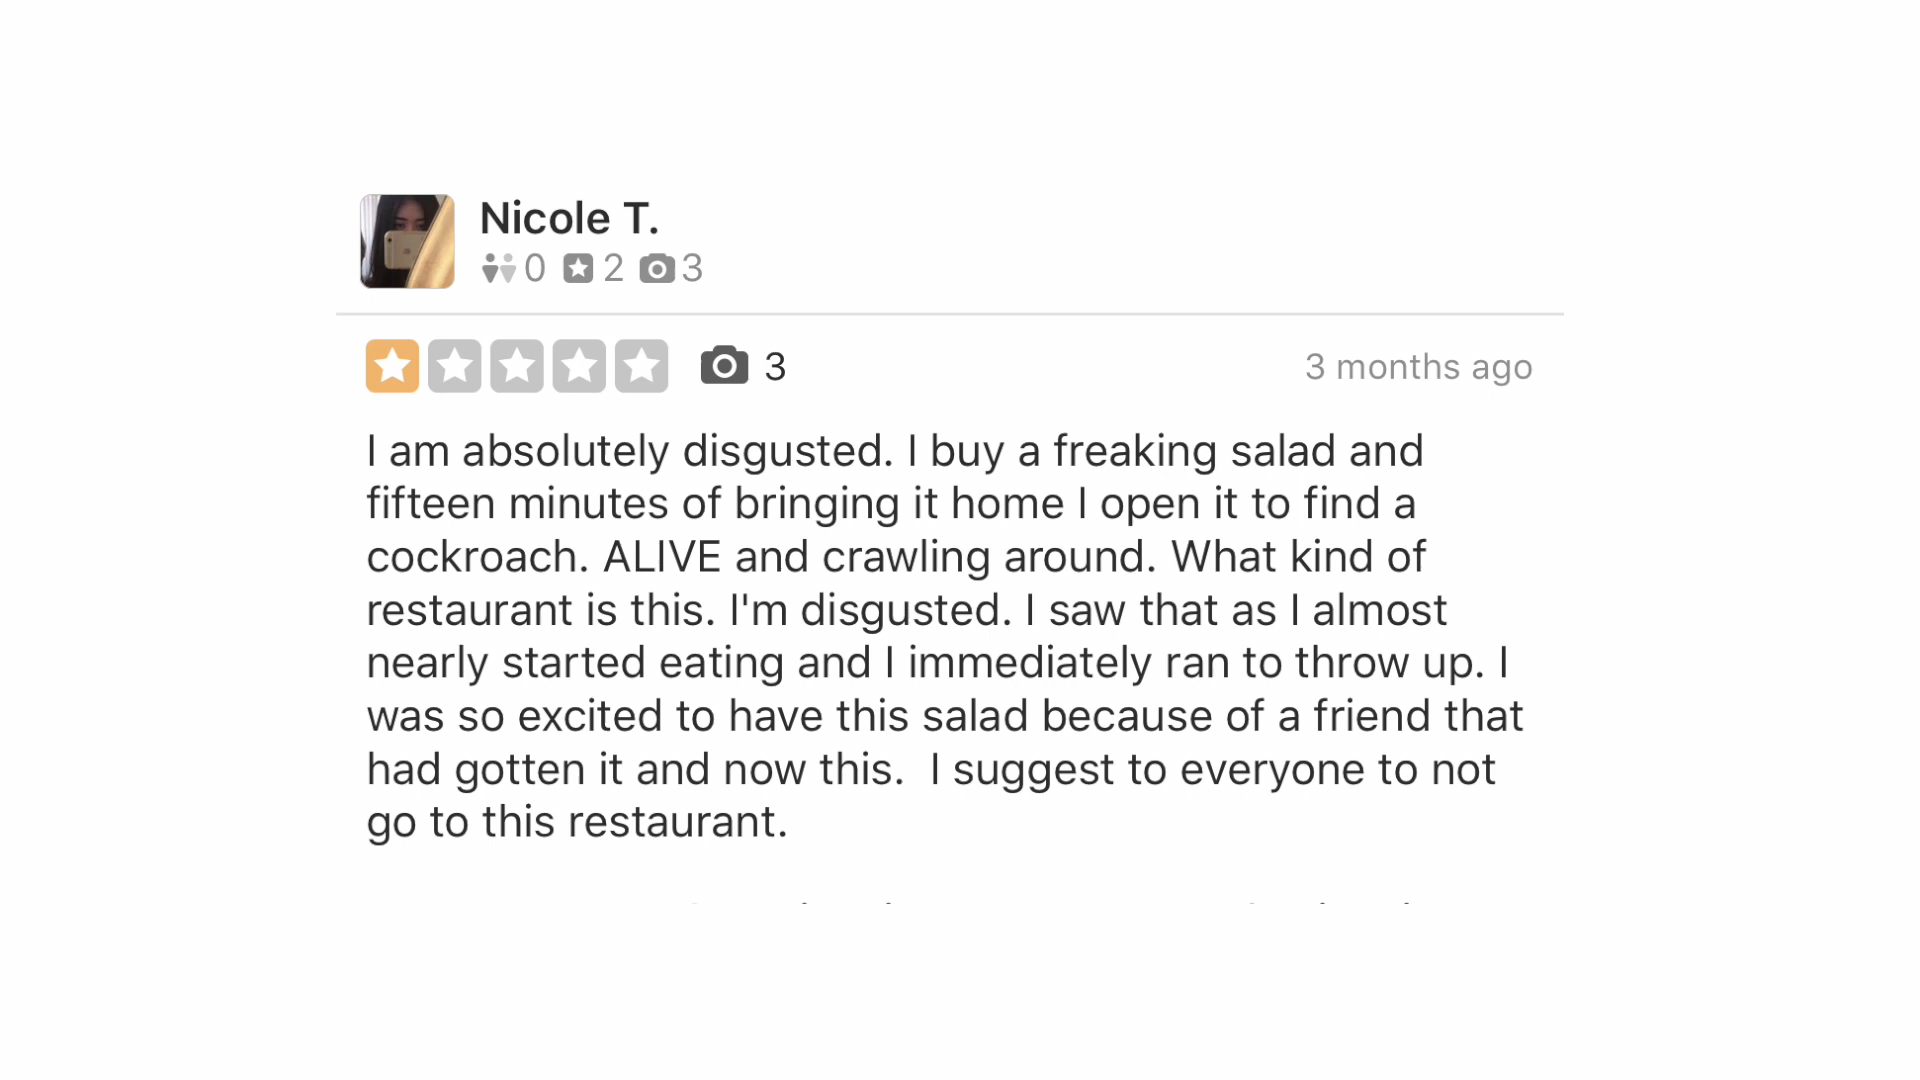 Nicole T.
0 2 3
3 3 months ago
I am absolutely disgusted. I buy a freaking salad and
fifteen minutes of bringing it home I open it to find a
cockroach. ALIVE and crawling around. What kind of
restaurant is this. I'm disgusted. I saw that as I almost
nearly started eating and I immediately ran to throw up. I
was so excited to have this salad because of a friend that
had gotten it and now this.  I suggest to everyone to not
go to this restaurant.